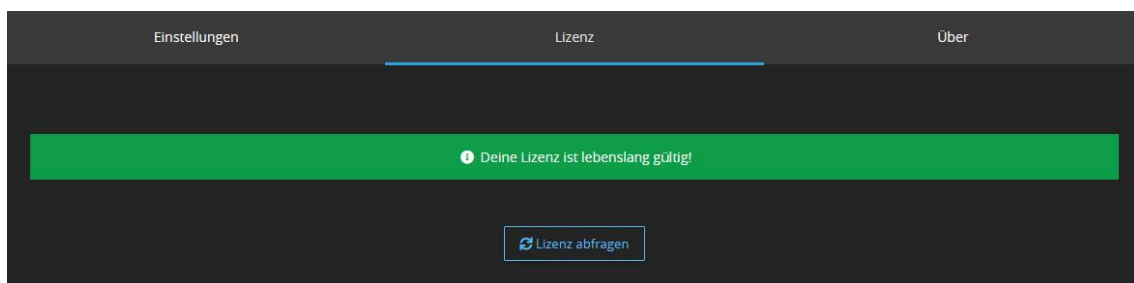 Einstellungen Lizenz Über
Deine Lizenz ist lebenslang gültig!
Lizenz abfragen